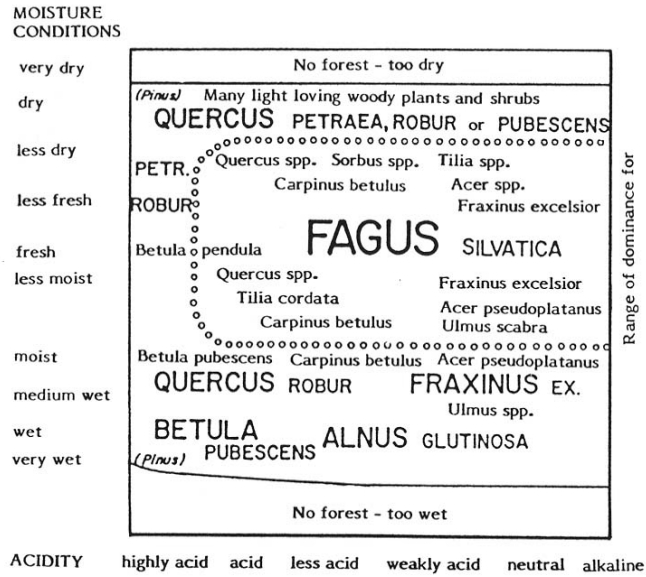 MOISTURE
CONDITIONS
very dry
No forest - too dry
dry
(Pinus) Many light loving woody plants and shrubs
QUERCUS PETRAEA, ROBUR or PUBESCENS
less dry
PETR. Quercus spp. Sorbus spp. Tilia spp.
Carpinus betulus Acer spp.
less fresh
ROBUR Fraxinus excelsior
FAGUS SILVATICA
fresh
Betula pendula
less moist
Quercus spp. Fraxinus excelsior
Tilia cordata Acer pseudoplatanus
Carpinus betulus Ulmus scabra
moist
Betula pubescens Carpinus betulus Acer pseudoplatanus
QUERCUS ROBUR FRAXINUS EX.
medium wet
Ulmus spp.
wet
BETULA ALNUS GLUTINOSA
very wet
(Pinus) PUBESCENS
No forest - too wet
Range of dominance for
ACIDITY highly acid acid less acid weakly acid neutral alkaline